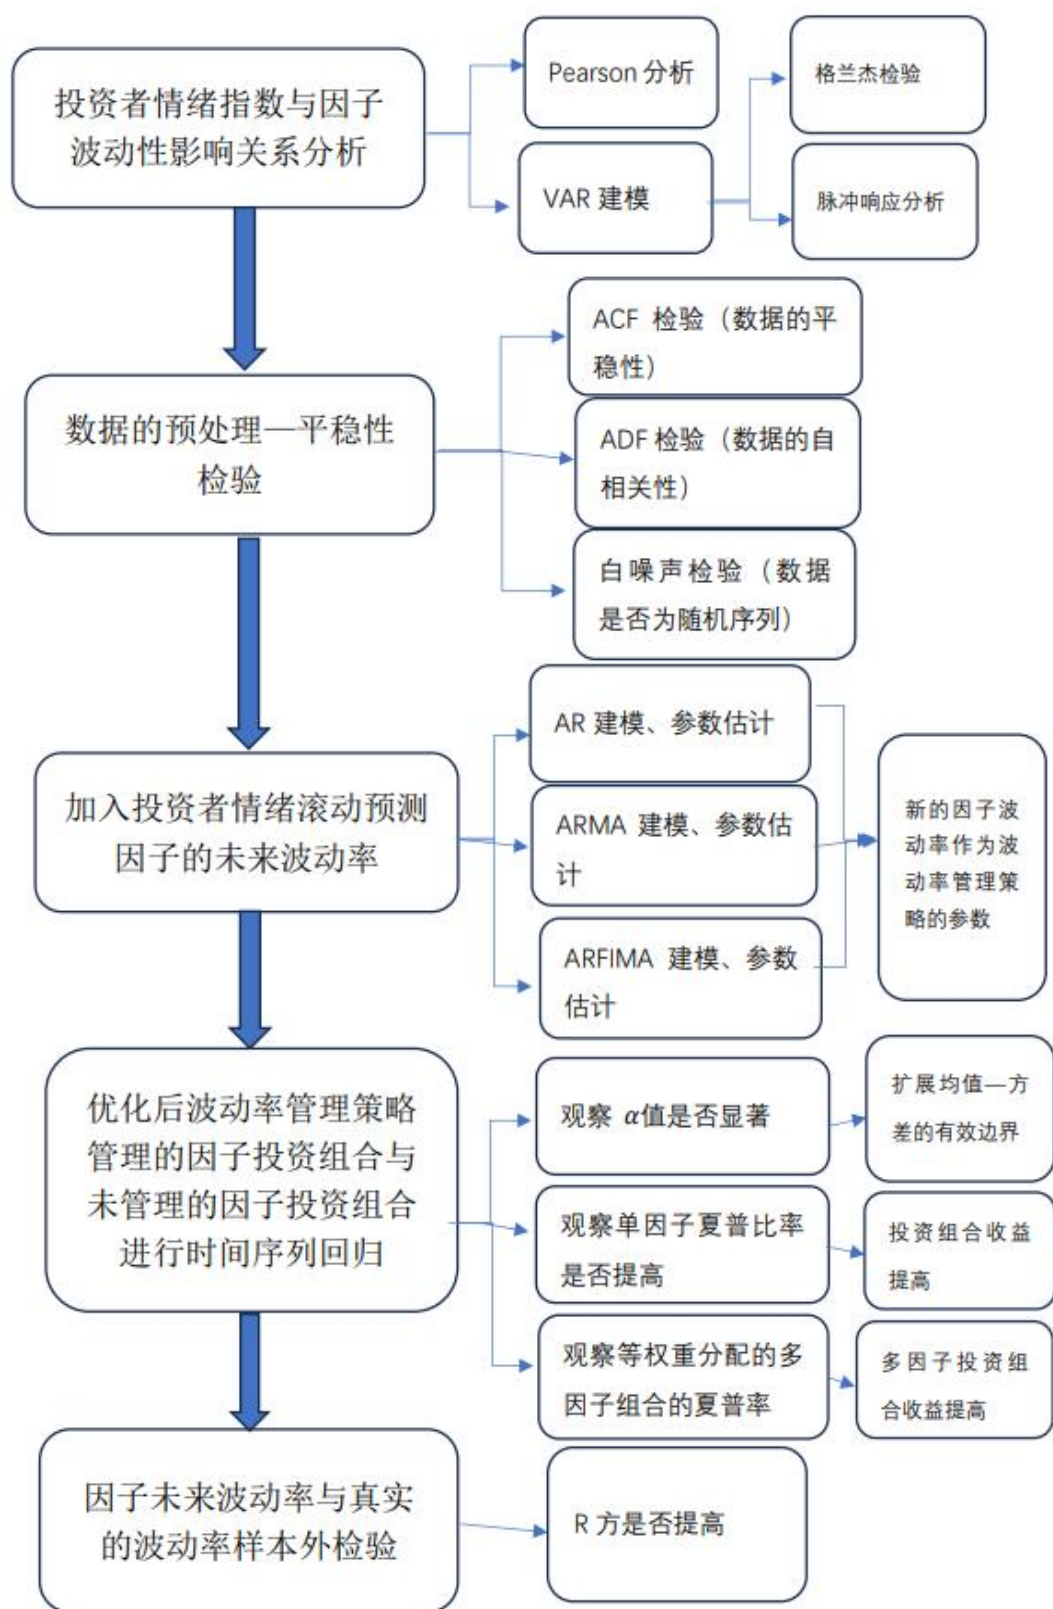 投资者情绪指数与因子
波动性影响关系分析
Pearson 分析
VAR 建模
格兰杰检验
脉冲响应分析
数据的预处理—平稳性
检验
ACF 检验（数据的平
稳性）
ADF 检验（数据的自
相关性）
白噪声检验（数据
是否为随机序列）
加入投资者情绪滚动预测
因子的未来波动率
AR 建模、参数估计
ARMA 建模、参数估
计
ARFIMA 建模、参数
估计
新的因子波
动率作为波
动率管理策
略的参数
优化后波动率管理策略
管理的因子投资组合与
未管理的因子投资组合
进行时间序列回归
观察 α值是否显著
扩展均值—方
差的有效边界
观察单因子夏普比率
是否提高
投资组合收益
提高
观察等权重分配的多
因子组合的夏普率
多因子投资组
合收益提高
因子未来波动率与真实
的波动率样本外检验
R 方是否提高